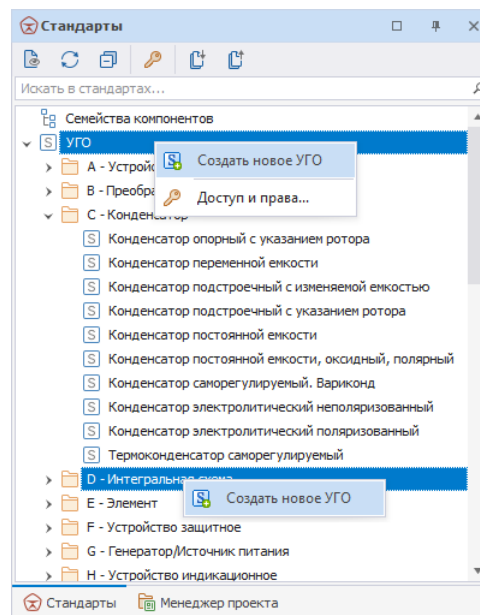 Стандарты
Искать в стандартах...
Семейства компонентов
УГО
A - Устройс
Создать новое УГО
B - Преобра
Доступ и права...
C - Конденсатор
Конденсатор опорный с указанием ротора
Конденсатор переменной емкости
Конденсатор подстроечный с изменяемой емкостью
Конденсатор подстроечный с указанием ротора
Конденсатор постоянной емкости
Конденсатор постоянной емкости, оксидный, полярный
Конденсатор саморегулируемый. Вариконд
Конденсатор электролитический неполяризованный
Конденсатор электролитический поляризованный
Термоконденсатор саморегулируемый
D - Интегральная схема
Создать новое УГО
E - Элемент
F - Устройство защитное
G - Генератор/Источник питания
H - Устройство индикационное
Стандарты Менеджер проекта